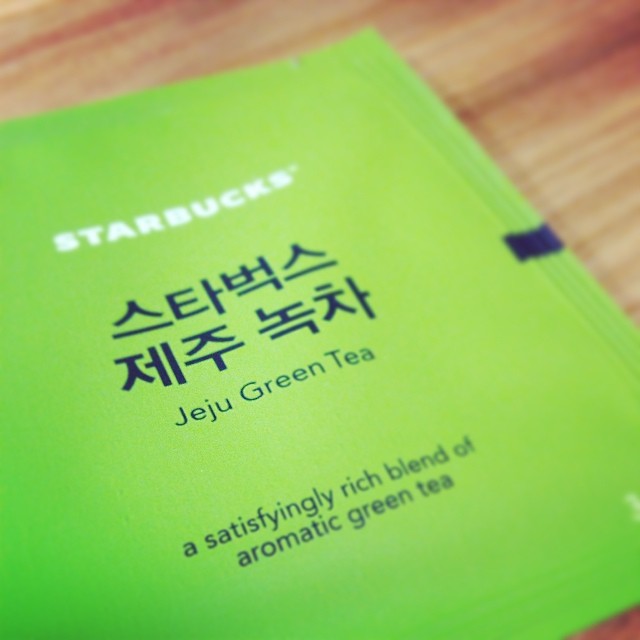 STARBUCKS
스타벅스
제주 녹차
Jeju Green Tea
a satisfyingly rich blend of
aromatic green tea